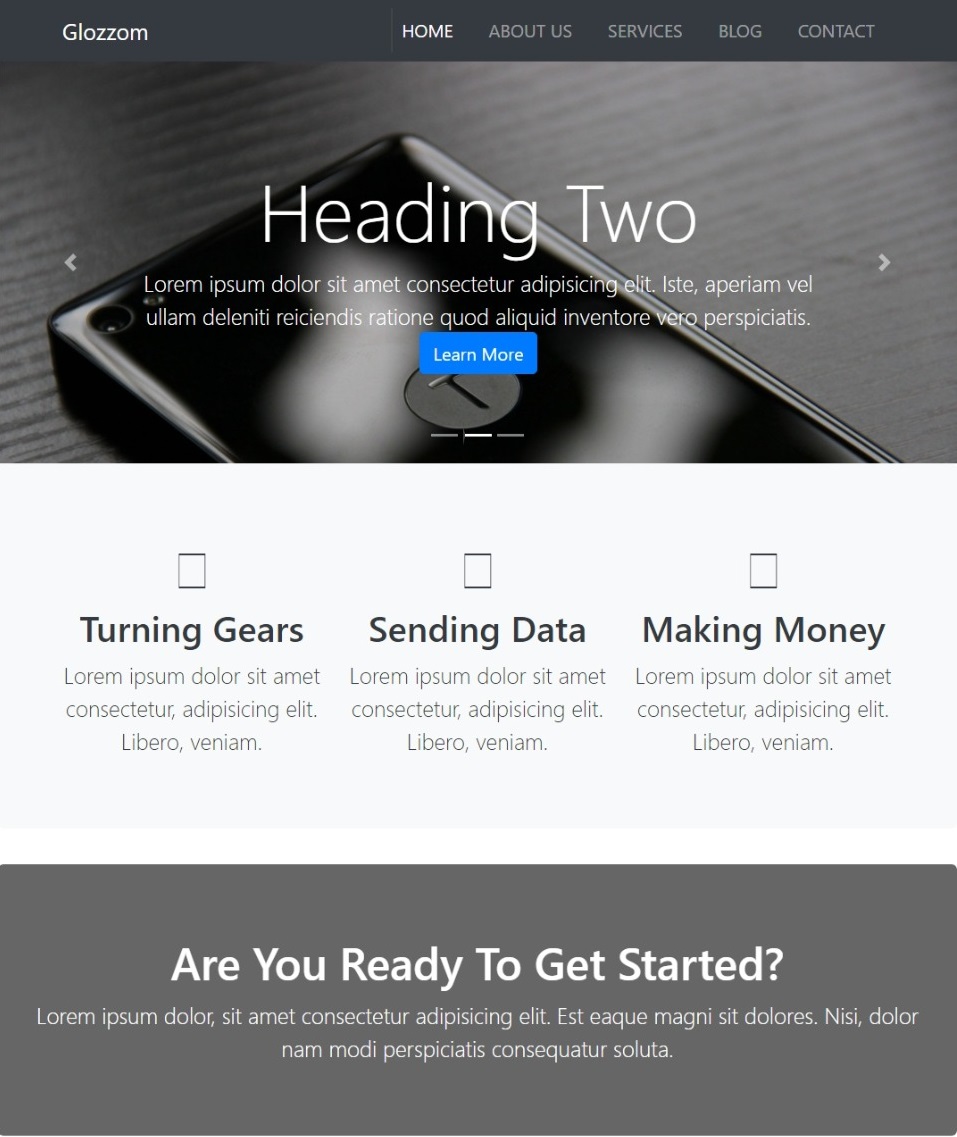 Glozzom
HOME ABOUT US SERVICES BLOG CONTACT
Heading Two
Lorem ipsum dolor sit amet consectetur adipisicing elit. Iste, aperiam vel
ullam deleniti reiciendis ratione quod aliquid inventore vero perspiciatis.
Learn More
Turning Gears
Lorem ipsum dolor sit amet
consectetur, adipisicing elit.
Libero, veniam.
Sending Data
Lorem ipsum dolor sit amet
consectetur, adipisicing elit.
Libero, veniam.
Making Money
Lorem ipsum dolor sit amet
consectetur, adipisicing elit.
Libero, veniam.
Are You Ready To Get Started?
Lorem ipsum dolor, sit amet consectetur adipisicing elit. Est eaque magni sit dolores. Nisi, dolor
nam modi perspiciatis consequatur soluta.